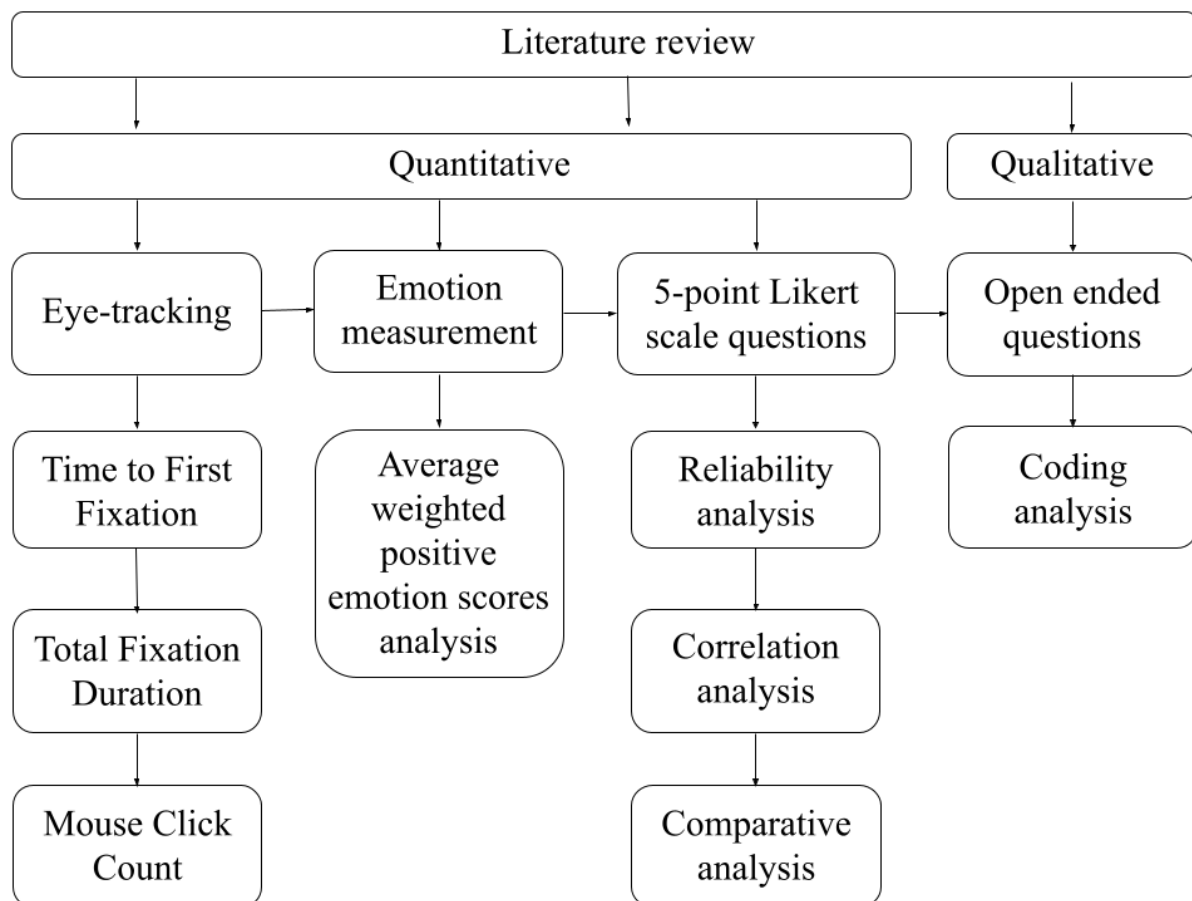 Literature review
Quantitative
Qualitative
Eye-tracking
Emotion
measurement
5-point Likert
scale questions
Open ended
questions
Time to First
Fixation
Average
weighted
positive
emotion scores
analysis
Reliability
analysis
Coding
analysis
Total Fixation
Duration
Correlation
analysis
Mouse Click
Count
Comparative
analysis